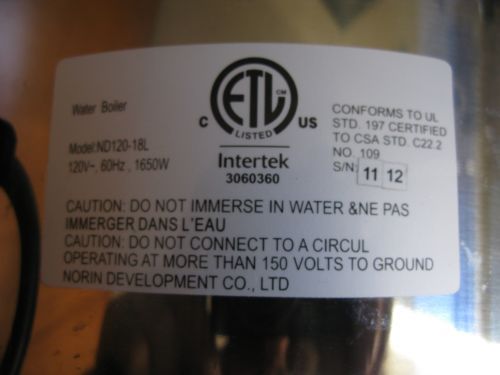 Water Boiler
Model:ND120-18L
120V~, 60Hz , 1650W
ETL CM
LISTED
C US
Intertek
3060360
CONFORMS TO UL
STD. 197 CERTIFIED
TO CSA STD. C22.2
NO. 109
S/N: 11 12
CAUTION: DO NOT IMMERSE IN WATER &NE PAS
IMMERGER DANS L'EAU
CAUTION: DO NOT CONNECT TO A CIRCUL
OPERATING AT MORE THAN 150 VOLTS TO GROUND
NORIN DEVELOPMENT CO., LTD